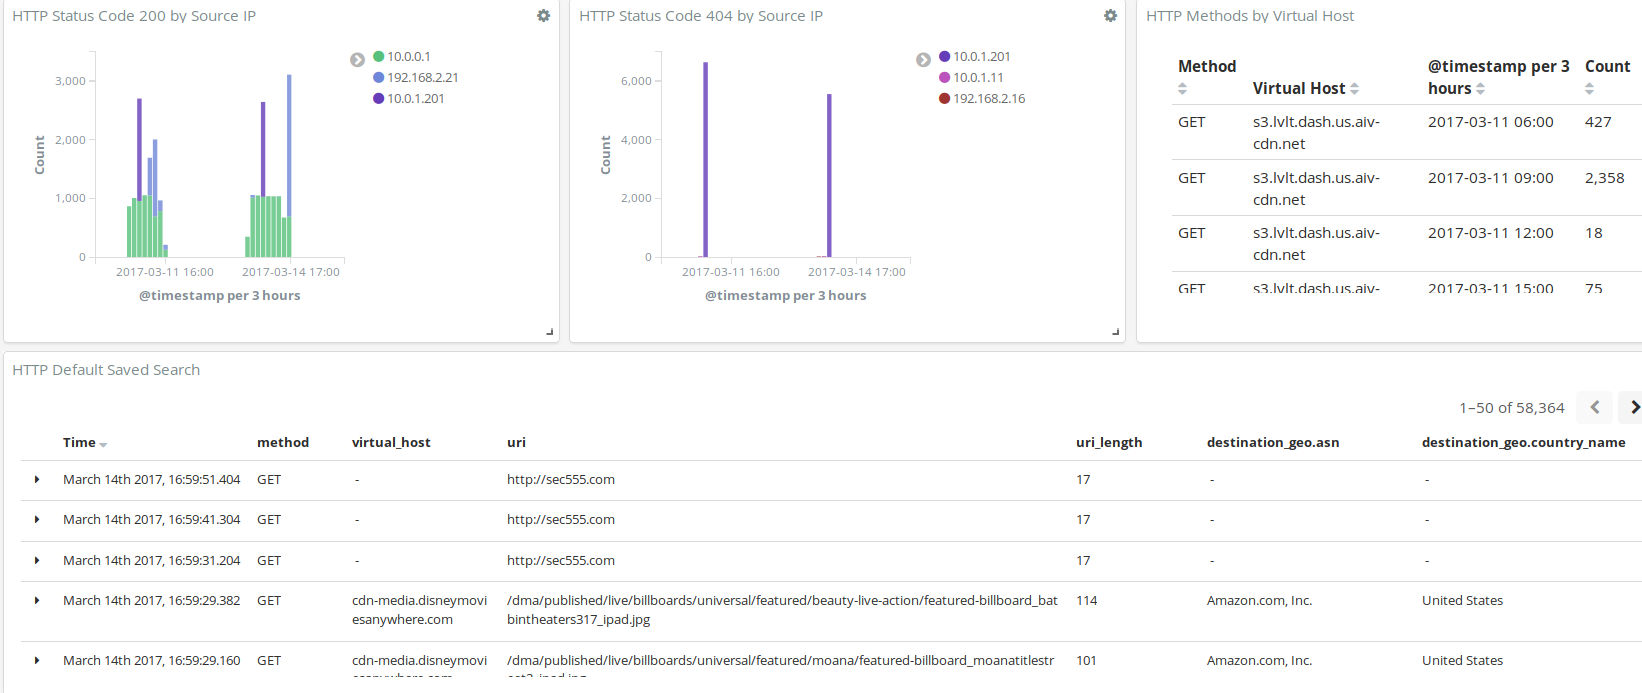 HTTP Status Code 200 by Source IP
3,000
2,000
1,000
0
Count
2017-03-11 16:00
2017-03-14 17:00
@timestamp per 3 hours
10.0.0.1
192.168.2.21
10.0.1.201
HTTP Status Code 404 by Source IP
6,000
4,000
2,000
0
Count
2017-03-11 16:00
2017-03-14 17:00
@timestamp per 3 hours
10.0.1.201
10.0.1.11
192.168.2.16
HTTP Methods by Virtual Host
Method Virtual Host @timestamp per 3 Count
hours
GET s3.lvlt.dash.us.aiv- 2017-03-11 06:00 427
cdn.net
GET s3.lvlt.dash.us.aiv- 2017-03-11 09:00 2,358
cdn.net
GET s3.lvlt.dash.us.aiv- 2017-03-11 12:00 18
cdn.net
GET s3.lvlt.dash.us.aiv- 2017-03-11 15:00 75
HTTP Default Saved Search
1–50 of 58,364
Time method virtual_host uri uri_length destination_geo.asn destination_geo.country_name
March 14th 2017, 16:59:51.404 GET - http://sec555.com 17 - -
March 14th 2017, 16:59:41.304 GET - http://sec555.com 17 - -
March 14th 2017, 16:59:31.204 GET - http://sec555.com 17 - -
March 14th 2017, 16:59:29.382 GET cdn-media.disneymovi /dma/published/live/billboards/universal/featured/beauty-live-action/featured-billboard_bat 114 Amazon.com, Inc. United States
esanywhere.com bintheaters317_ipad.jpg
March 14th 2017, 16:59:29.160 GET cdn-media.disneymovi /dma/published/live/billboards/universal/featured/moana/featured-billboard_moanatitlestr 101 Amazon.com, Inc. United States
esanywhere.com